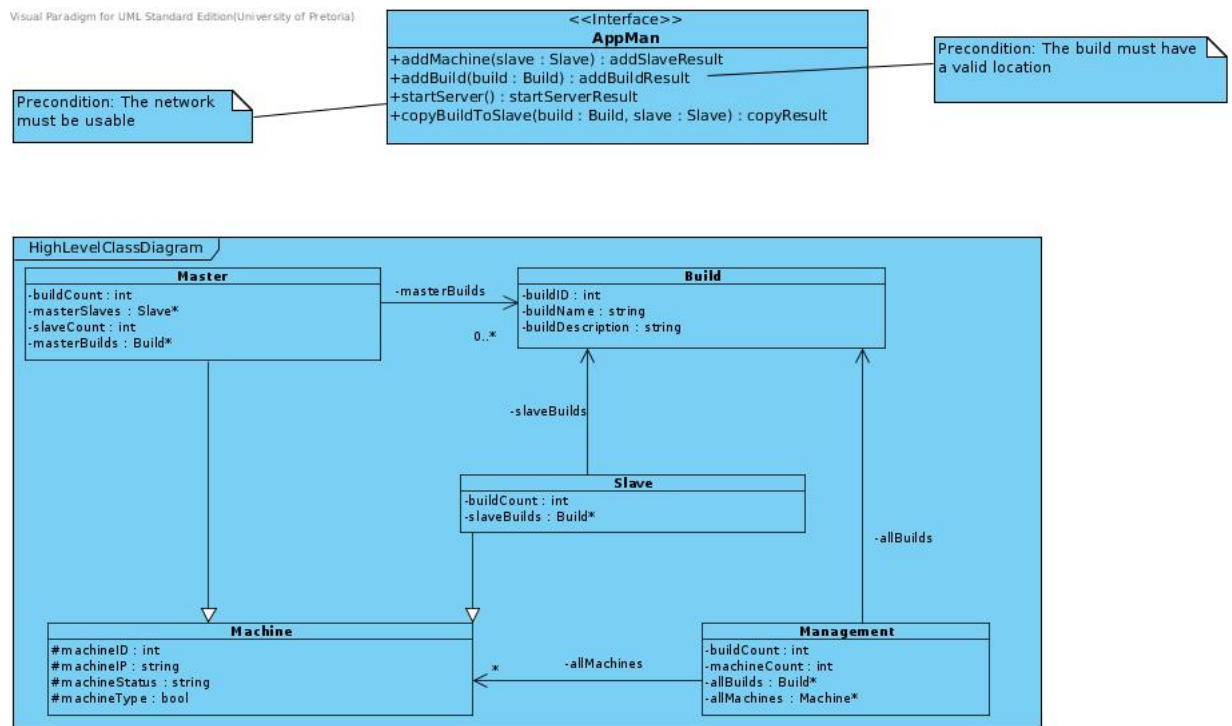 Visual Paradigm for UML Standard Edition(University of Pretoria)
<<Interface>>
AppMan
+addMachine(slave : Slave) : addSlaveResult
+addBuild(build : Build) : addBuildResult
+startServer() : startServerResult
+copyBuildToSlave(build : Build, slave : Slave) : copyResult
Precondition: The build must have
a valid location
Precondition: The network
must be usable
HighLevelClassDiagram
Master
-buildCount : int
-masterSlaves : Slave*
-slaveCount : int
-masterBuilds : Build*
-masterBuilds
0..*
Build
-buildID : int
-buildName : string
-buildDescription : string
-slaveBuilds
Slave
-buildCount : int
-slaveBuilds : Build*
-allBuilds
Machine
#machineID : int
#machineIP : string
#machineStatus : string
#machineType : bool
*
-allMachines
Management
-buildCount : int
-machineCount : int
-allBuilds : Build*
-allMachines : Machine*